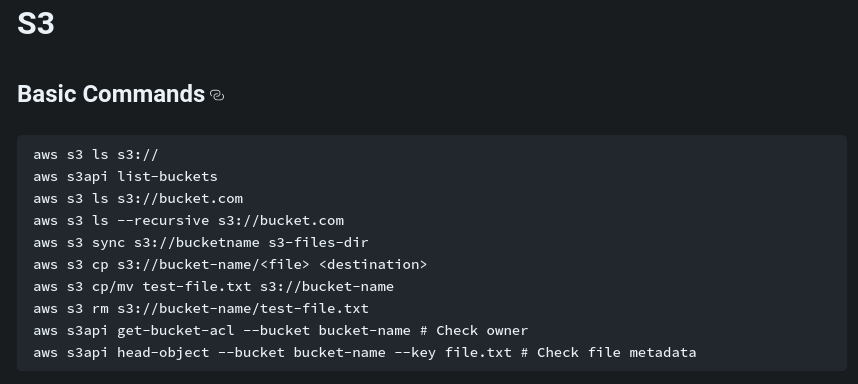 S3
Basic Commands
aws s3 ls s3://
aws s3api list-buckets
aws s3 ls s3://bucket.com
aws s3 ls --recursive s3://bucket.com
aws s3 sync s3://bucketname s3-files-dir
aws s3 cp s3://bucket-name/<file> <destination>
aws s3 cp/mv test-file.txt s3://bucket-name
aws s3 rm s3://bucket-name/test-file.txt
aws s3api get-bucket-acl --bucket bucket-name # Check owner
aws s3api head-object --bucket bucket-name --key file.txt # Check file metadata